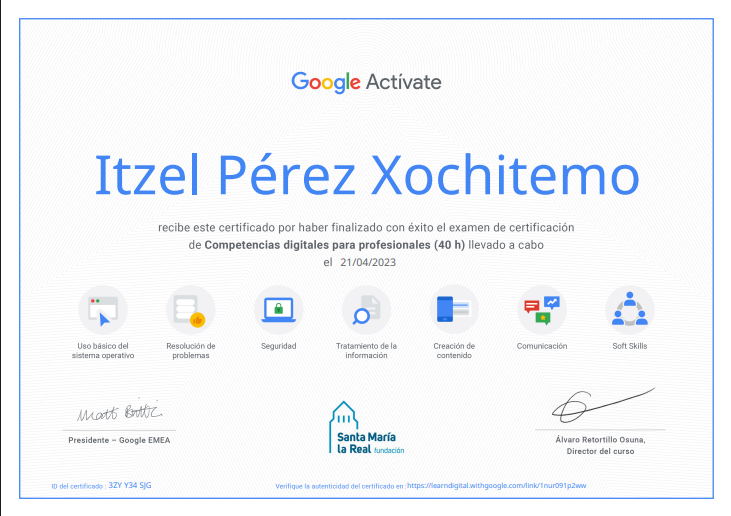 Google Actívate
Itzel Pérez Xochitemo
recibe este certificado por haber finalizado con éxito el examen de certificación
de Competencias digitales para profesionales (40 h) llevado a cabo
el 21/04/2023
Uso básico del
sistema operativo
Resolución de
problemas
Seguridad
Tratamiento de la
información
Creación de
contenido
Comunicación
Soft Skills
Matt Brittin
Presidente – Google EMEA
Santa María
la Real fundación
Álvaro Retortillo Osuna,
Director del curso
ID del certificado : 3ZY Y34 SJG
Verifique la autenticidad del certificado en: https://learndigital.withgoogle.com/link/1nur091p2ww